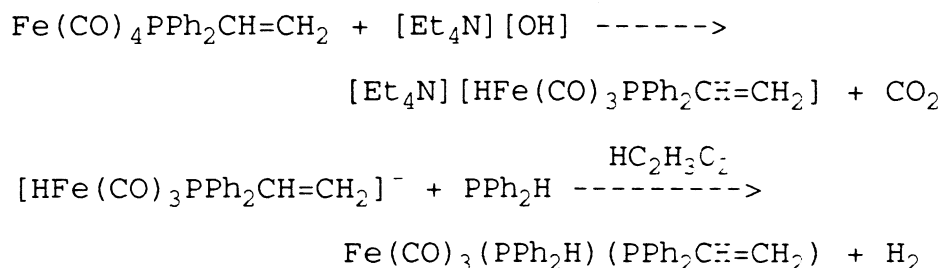 Fe(CO)₄PPh₂CH=CH₂ + [Et₄N][OH] ------>
[Et₄N][HFe(CO)₃PPh₂CH=CH₂] + CO₂
HC₂H₃C₂
[HFe(CO)₃PPh₂CH=CH₂]⁻ + PPh₂H --------->
Fe(CO)₃(PPh₂H)(PPh₂CH=CH₂) + H₂